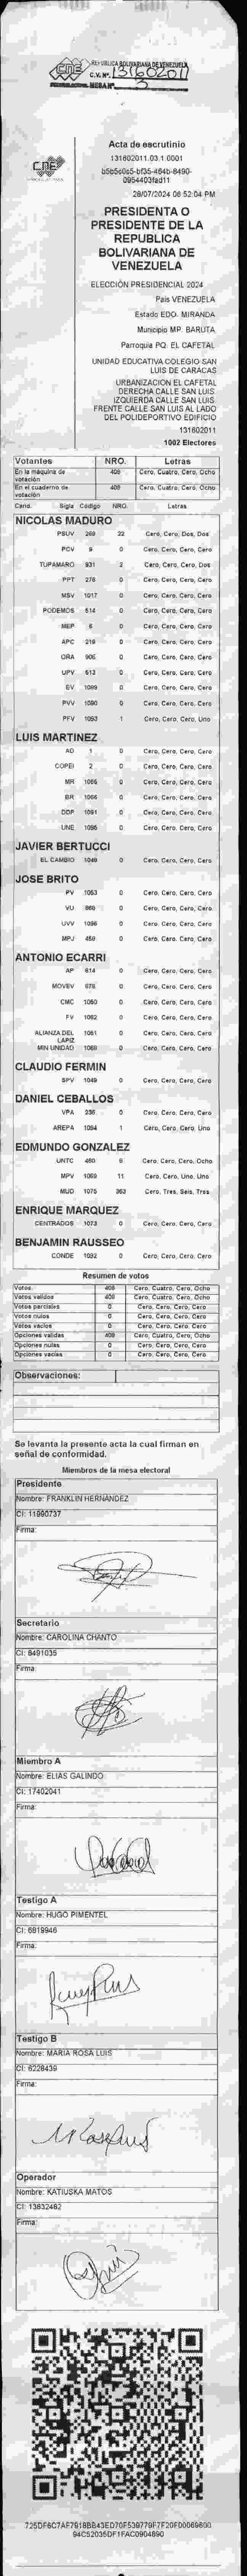 CNE
REPUBLICA BOLIVARIANA DE VENEZUELA
C.V. Nº. 131602011
MESA Nº. 3
Acta de escrutinio
131602011.03.1.0001
28/07/2024 06:52:04 PM
CNE
PRESIDENTA O
PRESIDENTE DE LA
REPUBLICA
BOLIVARIANA DE
VENEZUELA
ELECCIÓN PRESIDENCIAL 2024
País VENEZUELA
Estado EDO. MIRANDA
Municipio MP. BARUTA
Parroquia PQ. EL CAFETAL
UNIDAD EDUCATIVA COLEGIO SAN
LUIS DE CARACAS
URBANIZACION EL CAFETAL
DERECHA CALLE SAN LUIS.
IZQUIERDA CALLE SAN LUIS.
FRENTE CALLE SAN LUIS AL LADO
DEL POLIDEPORTIVO EDIFICIO
131602011
1002 Electores
Votantes NRO. Letras
En la máquina de votación 408 Cero, Cuatro, Cero, Ocho
En el cuaderno de votación 408 Cero, Cuatro, Cero, Ocho
Cand. Sigla Código NRO. Letras
NICOLAS MADURO
PSUV 269 22 Cero, Cero, Dos, Dos
PCV 9 0 Cero, Cero, Cero, Cero
TUPAMARO 931 2 Cero, Cero, Cero, Dos
PPT 276 0 Cero, Cero, Cero, Cero
MSV 1017 0 Cero, Cero, Cero, Cero
PODEMOS 514 0 Cero, Cero, Cero, Cero
MEP 6 0 Cero, Cero, Cero, Cero
APC 219 0 Cero, Cero, Cero, Cero
ORA 906 0 Cero, Cero, Cero, Cero
UPV 513 0 Cero, Cero, Cero, Cero
EV 1089 0 Cero, Cero, Cero, Cero
PVV 1090 0 Cero, Cero, Cero, Cero
PFV 1093 1 Cero, Cero, Cero, Uno
LUIS MARTINEZ
AD 1 0 Cero, Cero, Cero, Cero
COPEI 2 0 Cero, Cero, Cero, Cero
MR 1065 0 Cero, Cero, Cero, Cero
BR 1066 0 Cero, Cero, Cero, Cero
DDP 1091 0 Cero, Cero, Cero, Cero
UNE 1095 0 Cero, Cero, Cero, Cero
JAVIER BERTUCCI
EL CAMBIO 1049 0 Cero, Cero, Cero, Cero
JOSE BRITO
PV 1053 0 Cero, Cero, Cero, Cero
VU 960 0 Cero, Cero, Cero, Cero
UVV 1096 0 Cero, Cero, Cero, Cero
MPJ 459 0 Cero, Cero, Cero, Cero
ANTONIO ECARRI
AP 614 0 Cero, Cero, Cero, Cero
MOVEV 678 0 Cero, Cero, Cero, Cero
CMC 1050 0 Cero, Cero, Cero, Cero
FV 1062 0 Cero, Cero, Cero, Cero
ALIANZA DEL LAPIZ 1051 0 Cero, Cero, Cero, Cero
MIN UNIDAD 1069 0 Cero, Cero, Cero, Cero
CLAUDIO FERMIN
SPV 1049 0 Cero, Cero, Cero, Cero
DANIEL CEBALLOS
VPA 236 0 Cero, Cero, Cero, Cero
AREPA 1094 1 Cero, Cero, Cero, Uno
EDMUNDO GONZALEZ
UNTC 450 8 Cero, Cero, Cero, Ocho
MPV 1069 11 Cero, Cero, Uno, Uno
MUD 1075 363 Cero, Tres, Seis, Tres
ENRIQUE MARQUEZ
CENTRADOS 1073 0 Cero, Cero, Cero, Cero
BENJAMIN RAUSSEO
CONDE 1092 0 Cero, Cero, Cero, Cero
Resumen de votos
Votos 408 Cero, Cuatro, Cero, Ocho
Votos validos 408 Cero, Cuatro, Cero, Ocho
Votos parciales 0 Cero, Cero, Cero, Cero
Votos nulos 0 Cero, Cero, Cero, Cero
Votos vacios 0 Cero, Cero, Cero, Cero
Opciones validas 408 Cero, Cuatro, Cero, Ocho
Opciones nulas 0 Cero, Cero, Cero, Cero
Opciones vacias 0 Cero, Cero, Cero, Cero
Observaciones:
Se levanta la presente acta la cual firman en
señal de conformidad.
Miembros de la mesa electoral
Presidente
Nombre: FRANKLIN HERNANDEZ
CI: 11990737
Firma:
Secretario
Nombre: CAROLINA CHANTO
CI: 8491035
Firma:
Miembro A
Nombre: ELIAS GALINDO
CI: 17402041
Firma:
Testigo A
Nombre: HUGO PIMENTEL
CI: 6819946
Firma:
Testigo B
Nombre: MARIA ROSA LUIS
CI: 6228439
Firma:
Operador
Nombre: KATIUSKA MATOS
CI: 13832482
Firma: